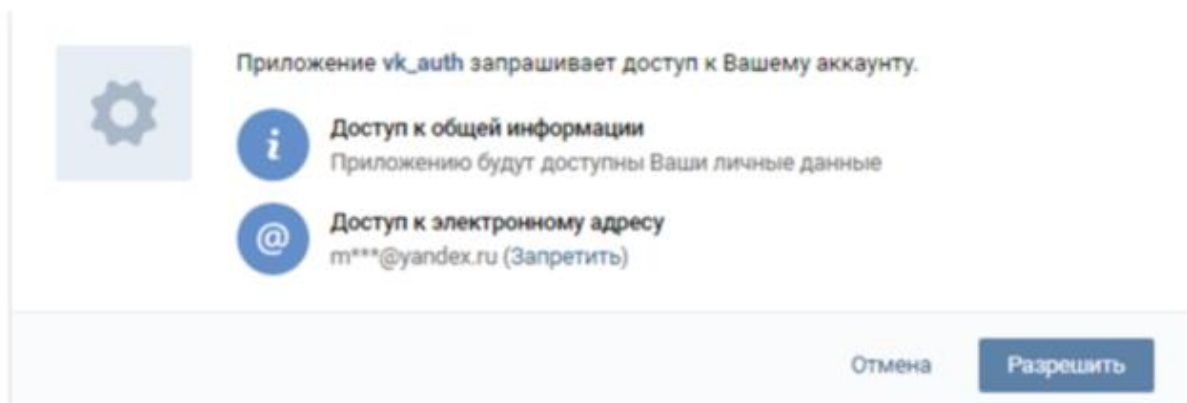 Приложение vk_auth запрашивает доступ к Вашему аккаунту.
Доступ к общей информации
Приложению будут доступны Ваши личные данные
Доступ к электронному адресу
m***@yandex.ru (Запретить)
Отмена
Разрешить